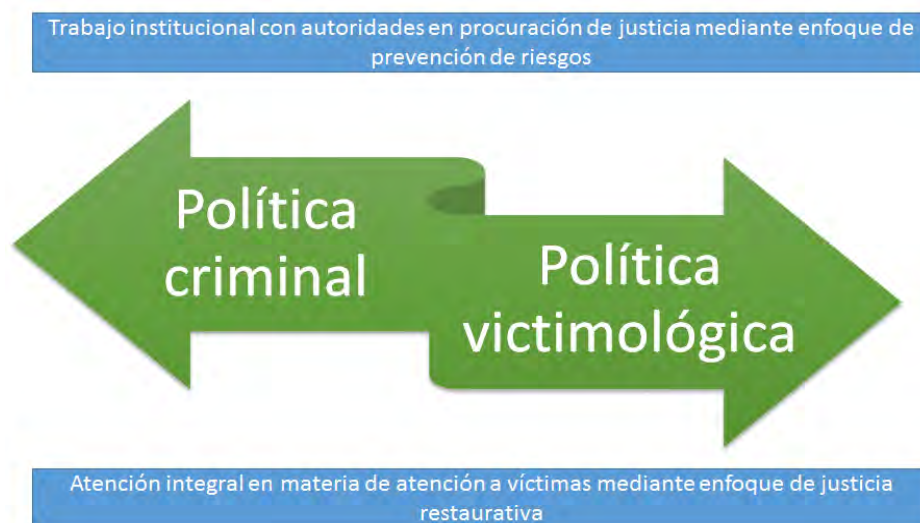 Trabajo institucional con autoridades en procuración de justicia mediante enfoque de
prevención de riesgos
Política
criminal
Política
victimológica
Atención integral en materia de atención a víctimas mediante enfoque de justicia
restaurativa